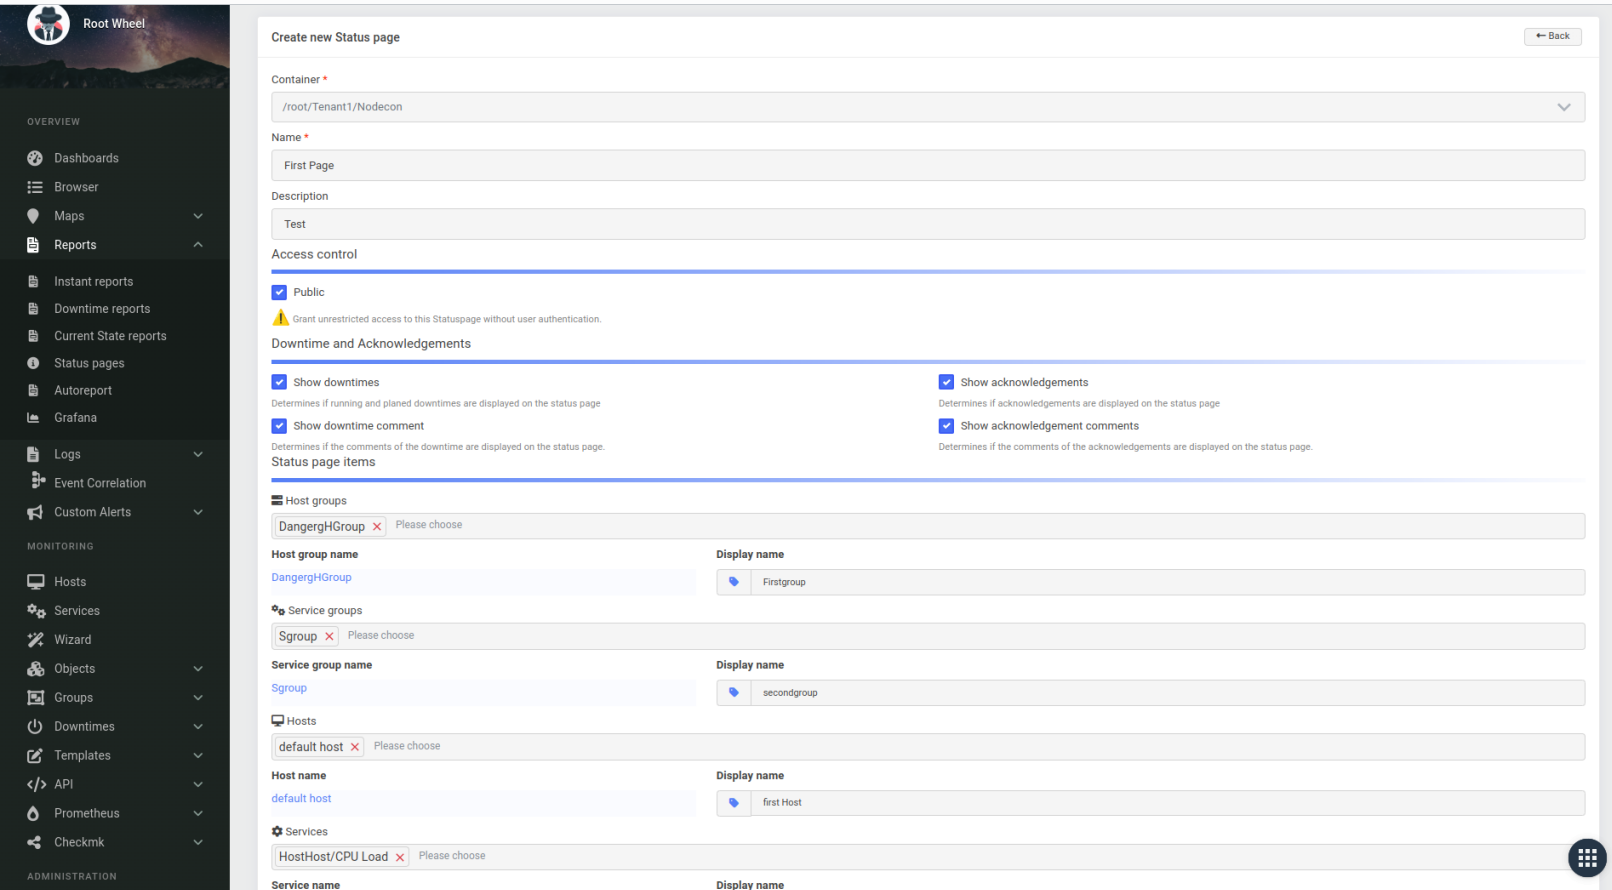 Root Wheel
OVERVIEW
Dashboards
Browser
Maps
Reports
Instant reports
Downtime reports
Current State reports
Status pages
Autoreport
Grafana
Logs
Event Correlation
Custom Alerts
MONITORING
Hosts
Services
Wizard
Objects
Groups
Downtimes
Templates
API
Prometheus
Checkmk
ADMINISTRATION
Create new Status page
Back
Container *
/root/Tenant1/Nodecon
Name *
First Page
Description
Test
Access control
Public
Grant unrestricted access to this Statuspage without user authentication.
Downtime and Acknowledgements
Show downtimes
Determines if running and planed downtimes are displayed on the status page
Show acknowledgements
Determines if acknowledgements are displayed on the status page
Show downtime comment
Determines if the comments of the downtime are displayed on the status page.
Show acknowledgement comments
Determines if the comments of the acknowledgements are displayed on the status page.
Status page items
Host groups
DangergHGroup Please choose
Host group name Display name
DangergHGroup Firstgroup
Service groups
Sgroup Please choose
Service group name Display name
Sgroup secondgroup
Hosts
default host Please choose
Host name Display name
default host first Host
Services
HostHost/CPU Load Please choose
Service name Display name